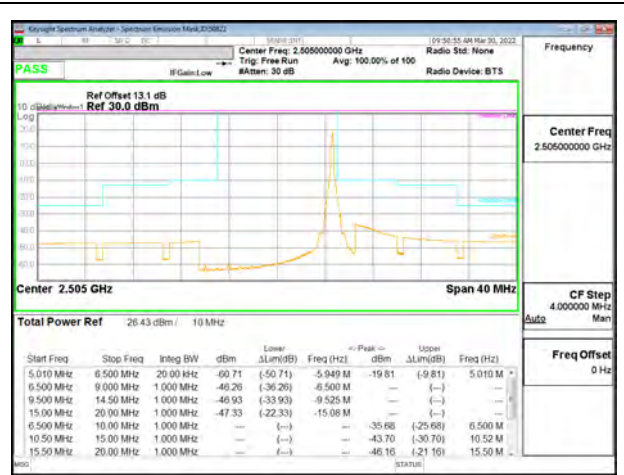 Keysight Spectrum Analyzer - Spectrum Emission Mask,
09:50:55 AM Mar 30, 2022
Center Freq: 2.505000000 GHz
Radio Std: None
Frequency
Trig: Free Run
Avg: 100.00% of 100
PASS
IFGain:Low
#Atten: 30 dB
Radio Device: BTS
Ref Offset 13.1 dB
Ref 30.0 dBm
Log
Center Freq
2.505000000 GHz
Center 2.505 GHz
Span 40 MHz
CF Step
4.000000 MHz
Auto Man
Total Power Ref 26.43 dBm / 10 MHz
Lower <- Peak -> Upper
Start Freq Stop Freq Integ BW dBm ΔLim(dB) Freq (Hz) dBm ΔLim(dB) Freq (Hz)
Freq Offset
0 Hz
5.010 MHz 6.500 MHz 20.00 kHz -60.71 (-50.71) -5.949 M -19.81 (-9.81) 5.010 M
6.500 MHz 9.000 MHz 1.000 MHz -46.26 (-36.26) -6.500 M --- (---) ---
9.500 MHz 14.50 MHz 1.000 MHz -46.93 (-33.93) -9.525 M --- (---) ---
15.00 MHz 20.00 MHz 1.000 MHz -47.33 (-22.33) -15.08 M --- (---) ---
6.500 MHz 10.00 MHz 1.000 MHz --- (---) --- -35.68 (-25.68) 6.500 M
10.50 MHz 15.00 MHz 1.000 MHz --- (---) --- -43.70 (-30.70) 10.52 M
15.50 MHz 20.00 MHz 1.000 MHz --- (---) --- -46.16 (-21.16) 15.50 M
MSG
STATUS